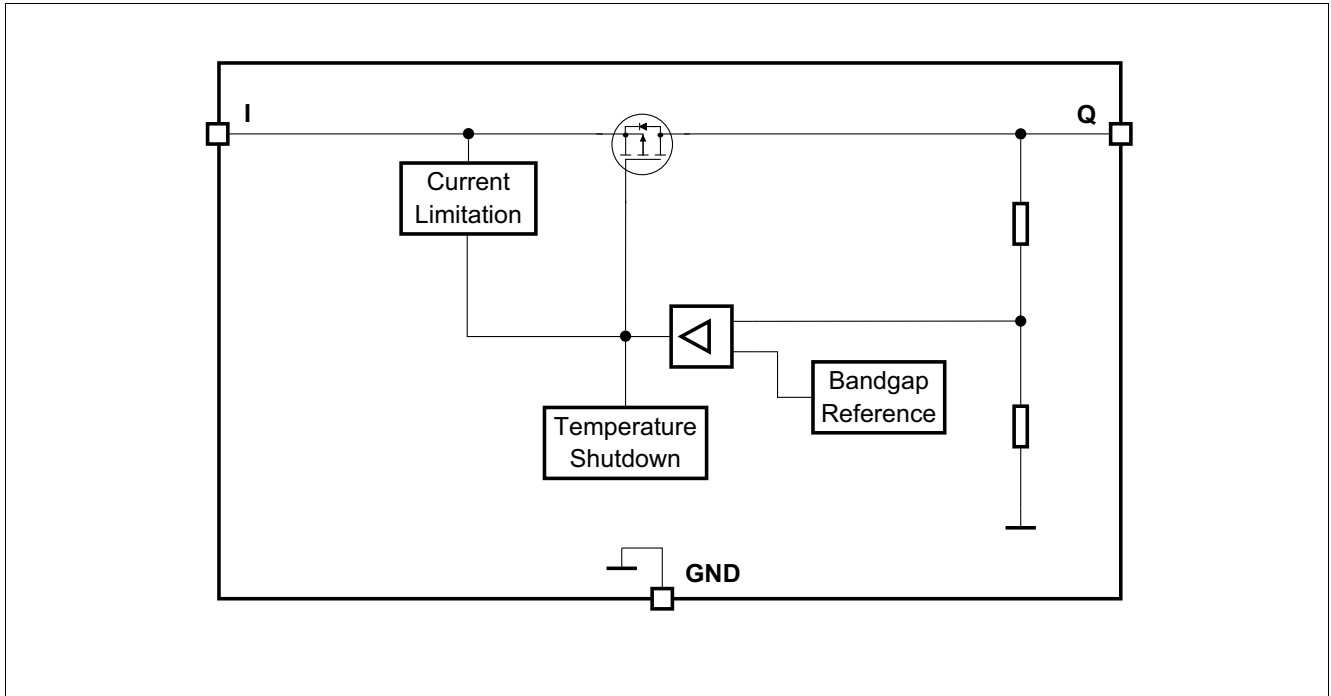 I
Q
Current
Limitation
Bandgap
Reference
Temperature
Shutdown
GND